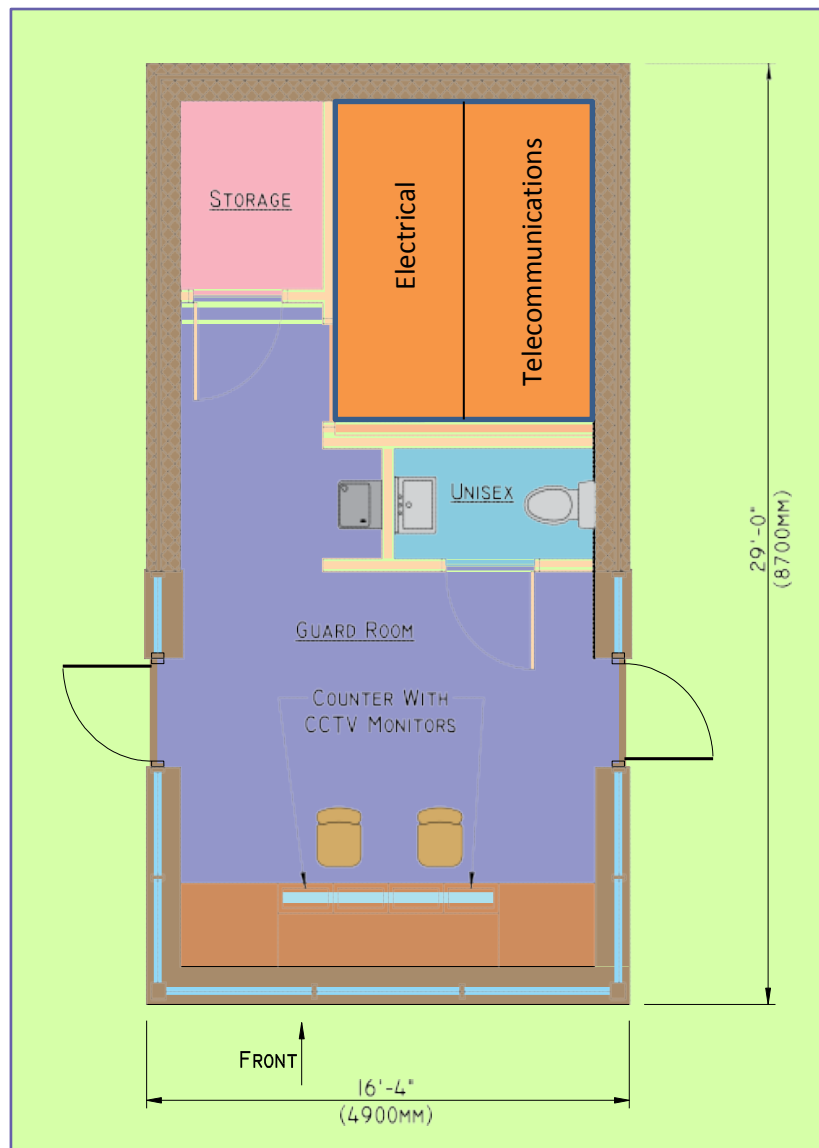 STORAGE
Electrical
Telecommunications
UNISEX
29'-0"
(8700MM)
GUARD ROOM
COUNTER WITH
CCTV MONITORS
FRONT
16'-4"
(4900MM)